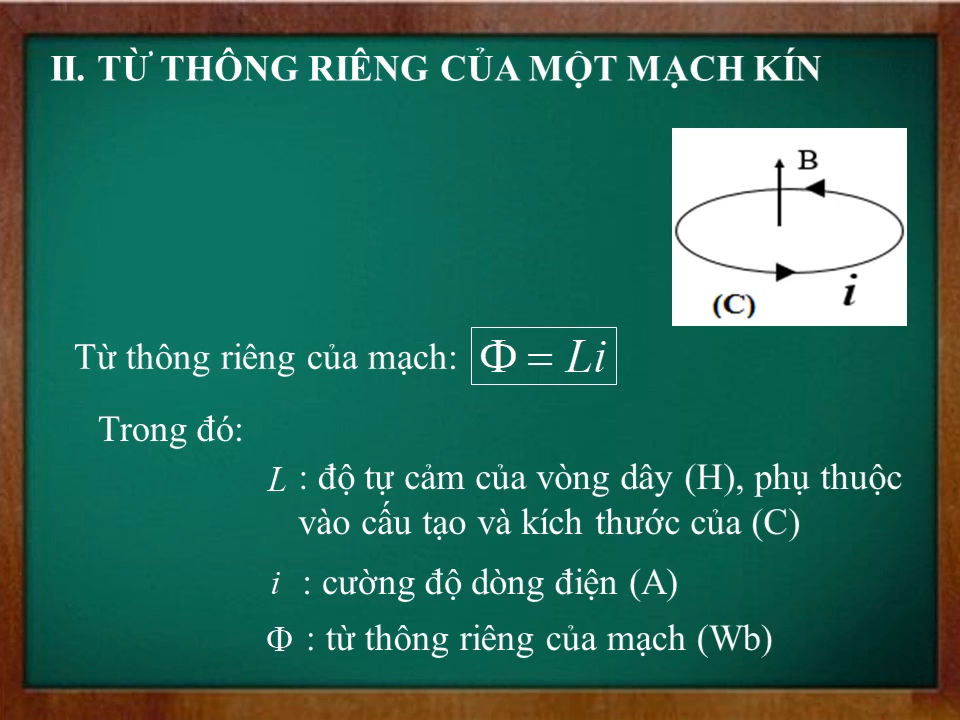 II. TỪ THÔNG RIÊNG CỦA MỘT MẠCH KÍN
B
i
(C)
Từ thông riêng của mạch: Φ = Li
Trong đó:
L : độ tự cảm của vòng dây (H), phụ thuộc
vào cấu tạo và kích thước của (C)
i : cường độ dòng điện (A)
Φ : từ thông riêng của mạch (Wb)